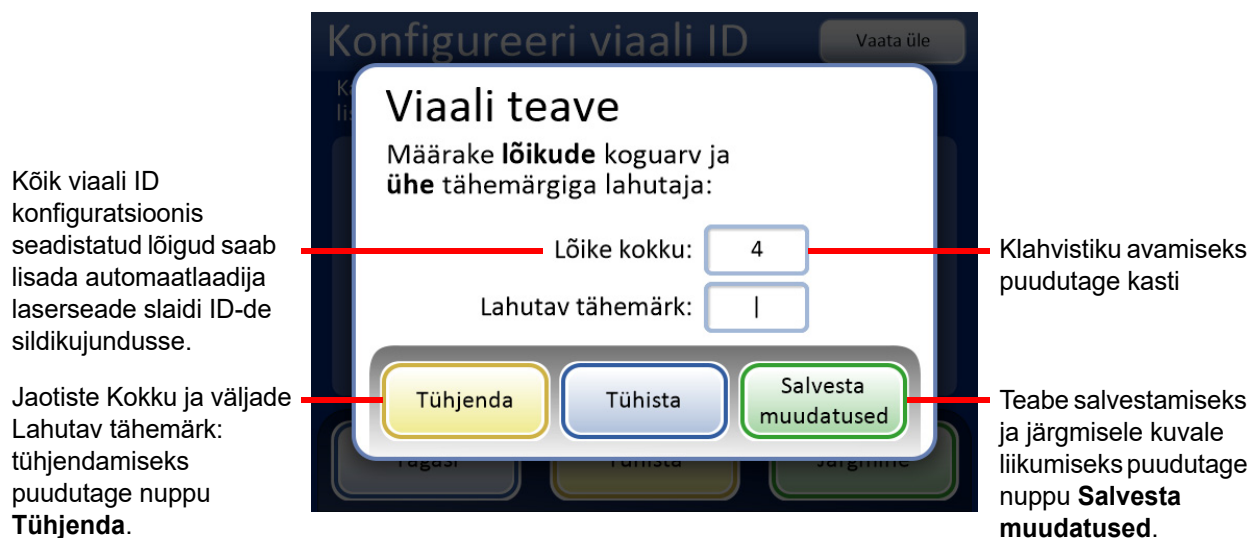 Konfigureeri viaali ID
Vaata üle
Viaali teave
Määrake lõikude koguarv ja
ühe tähemärgiga lahutaja:
Lõike kokku: 4
Lahutav tähemärk: |
Tühjenda
Tühista
Salvesta
muudatused
Tagasi
Tühista
Järgmine
Kõik viaali ID
konfiguratsioonis
seadistatud lõigud saab
lisada automaatlaadija
laserseade slaidi ID-de
sildikujundusse.
Jaotiste Kokku ja väljade
Lahutav tähemärk:
tühjendamiseks
puudutage nuppu
Tühjenda.
Klahvistiku avamiseks
puudutage kasti
Teabe salvestamiseks
ja järgmisele kuvale
liikumiseks puudutage
nuppu Salvesta
muudatused.